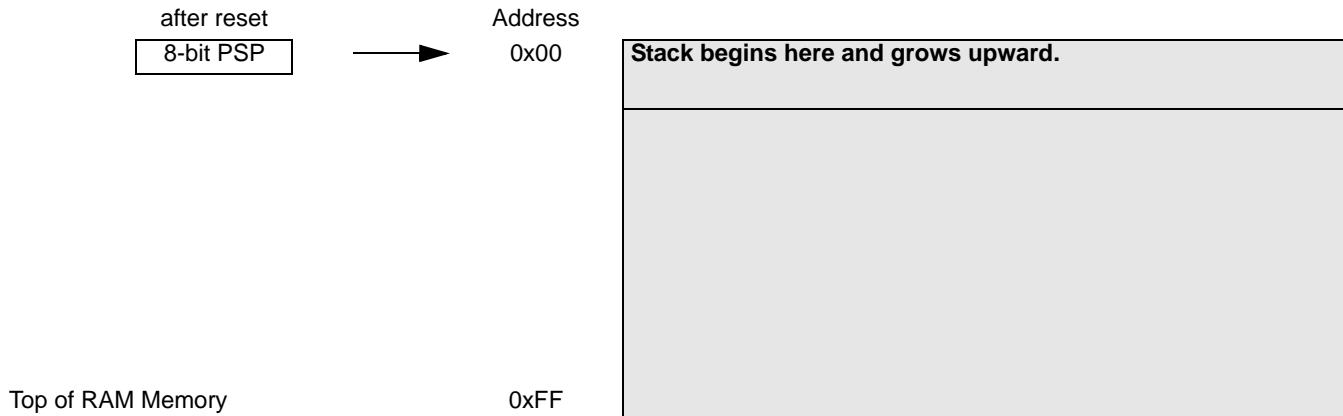 after reset Address
8-bit PSP 0x00 Stack begins here and grows upward.
Top of RAM Memory 0xFF